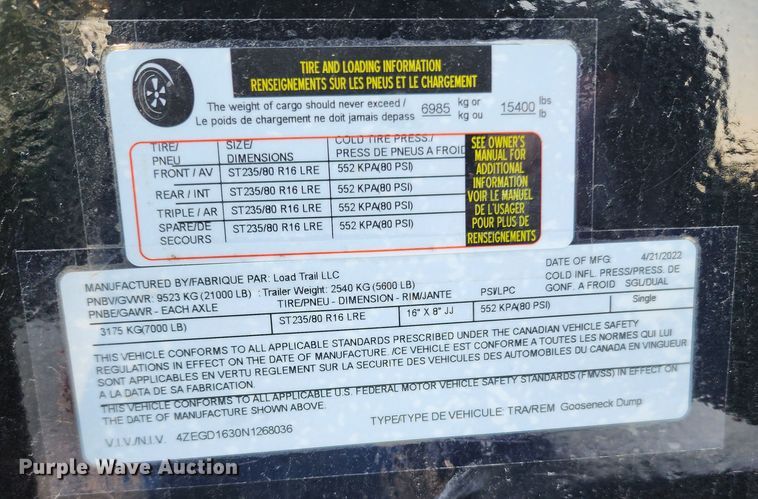 TIRE AND LOADING INFORMATION
RENSEIGNEMENTS SUR LES PNEUS ET LE CHARGEMENT
The weight of cargo should never exceed / 6985 kg or 15400 lbs
Le poids de chargement ne doit jamais depass kg ou lb
TIRE/ SIZE/ COLD TIRE PRESS./
PNEU DIMENSIONS PRESS DE PNEUS A FROID
FRONT / AV ST235/80 R16 LRE 552 KPA(80 PSI)
REAR / INT ST235/80 R16 LRE 552 KPA(80 PSI)
TRIPLE / AR ST235/80 R16 LRE 552 KPA(80 PSI)
SPARE/DE SECOURS ST235/80 R16 LRE 552 KPA(80 PSI)
SEE OWNER'S
MANUAL FOR
ADDITIONAL
INFORMATION
VOIR LE MANUEL
DE L'USAGER
POUR PLUS DE
RENSEIGNEMENTS
MANUFACTURED BY/FABRIQUE PAR: Load Trail LLC DATE OF MFG: 4/21/2022
PNBV/GVWR: 9523 KG (21000 LB) : Trailer Weight: 2540 KG (5600 LB) COLD INFL. PRESS/PRESS. DE
PNBE/GAWR - EACH AXLE TIRE/PNEU - DIMENSION - RIM/JANTE PSI/LPC GONF. A FROID SGL/DUAL
3175 KG(7000 LB) ST235/80 R16 LRE 16" X 8" JJ 552 KPA(80 PSI) Single
THIS VEHICLE CONFORMS TO ALL APPLICABLE STANDARDS PRESCRIBED UNDER THE CANADIAN VEHICLE SAFETY
REGULATIONS IN EFFECT ON THE DATE OF MANUFACTURE. /CE VEHICLE EST CONFORME A TOUTES LES NORMES QUI LUI
SONT APPLICABLES EN VERTU REGLEMENT SUR LA SECURITE DES VEHICULES DES AUTOMOBILES DU CANADA EN VINGUEUR
A LA DATA DE SA FABRICATION.
THIS VEHICLE CONFORMS TO ALL APPLICABLE U.S. FEDERAL MOTOR VEHICLE SAFETY STANDARDS (FMVSS) IN EFFECT ON
THE DATE OF MANUFACTURE SHOWN ABOVE.
V.I.V./N.I.V. 4ZEGD1630N1268036 TYPE/TYPE DE VEHICULE: TRA/REM Gooseneck Dump
Purple Wave Auction